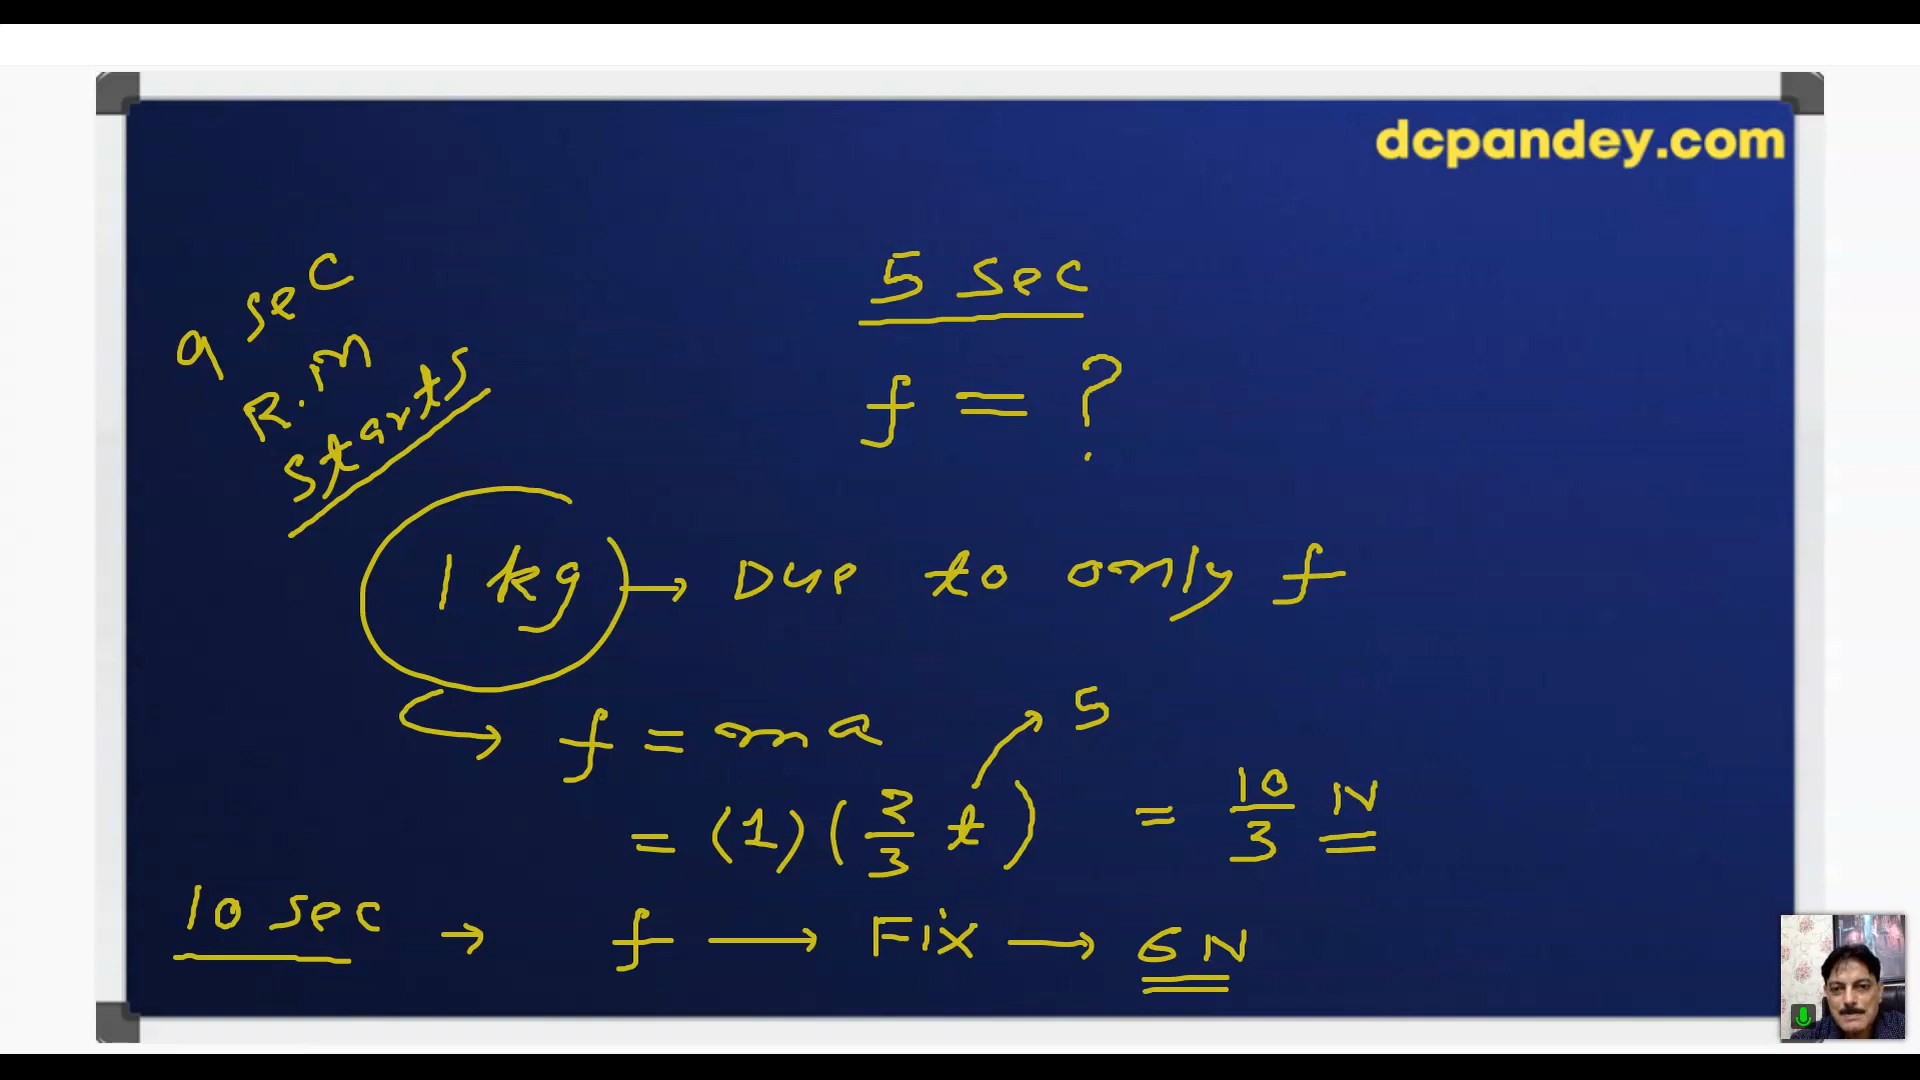 dcpandey.com
9 sec
R.M
starts
5 sec
f = ?
1 kg → Due to only f
f = ma
5
= (1)(2/3 t) = 10/3 N
10 sec → f → Fix → 6 N